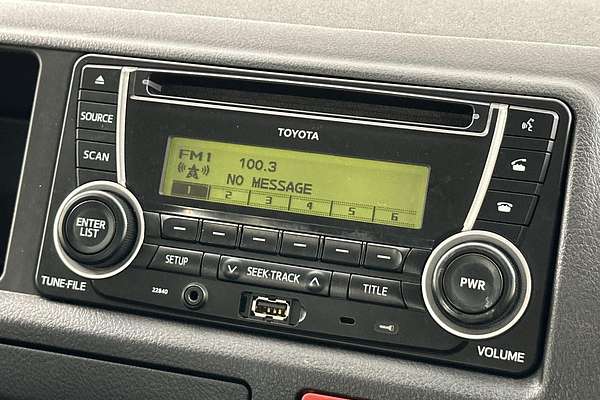 SOURCE
SCAN
TOYOTA
FM1 100.3
NO MESSAGE
1 2 3 4 5 6
ENTER
LIST
TUNE·FILE
SETUP
SEEK·TRACK
TITLE
22840
PWR
VOLUME